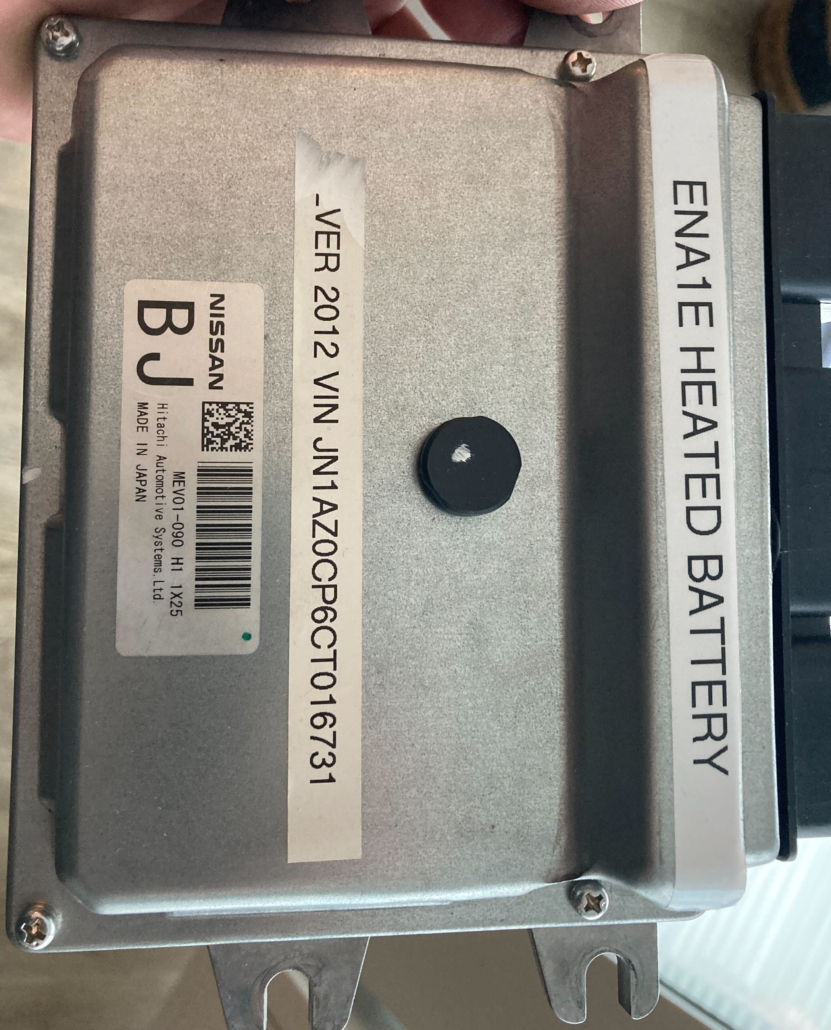 ENA1E HEATED BATTERY
_VER 2012 VIN JN1AZ0CP6CT016731
NISSAN
BJ
MEV01-090 H1 1X25
Hitachi Automotive Systems,Ltd.
MADE IN JAPAN